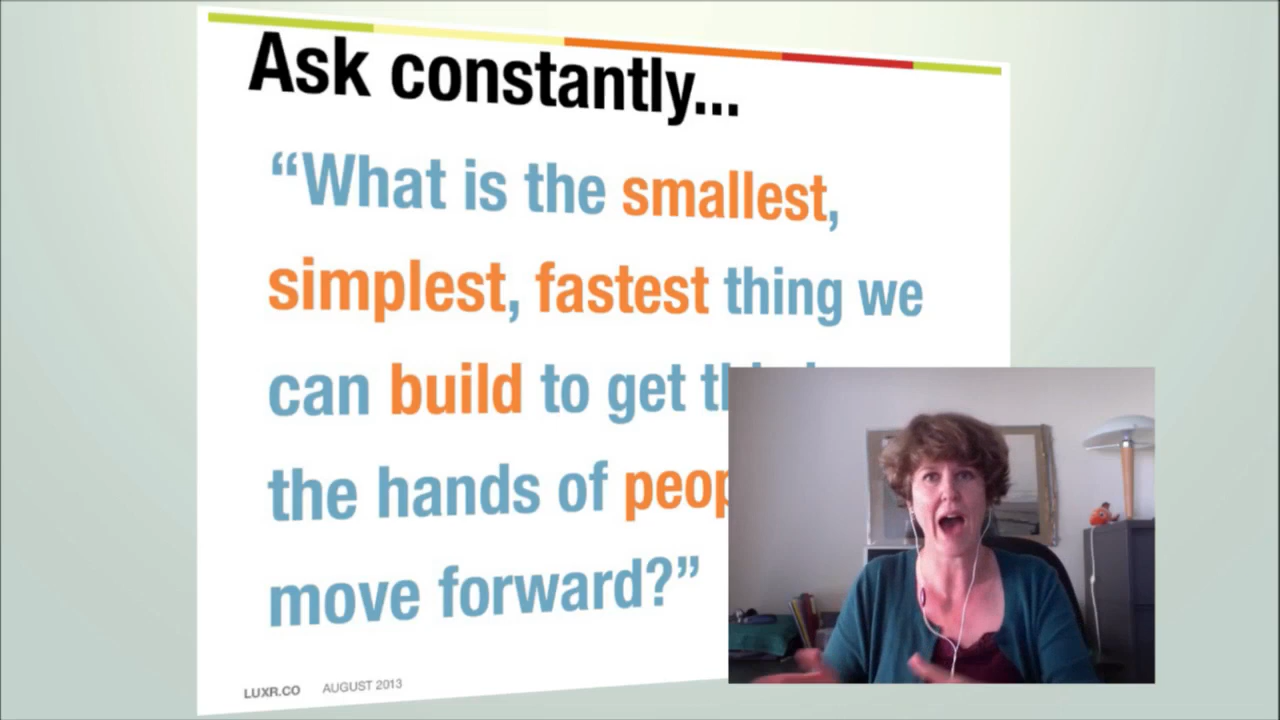 Ask constantly...
“What is the smallest,
simplest, fastest thing we
can build to get
the hands of
move forward?”
LUXR.CO AUGUST 2013